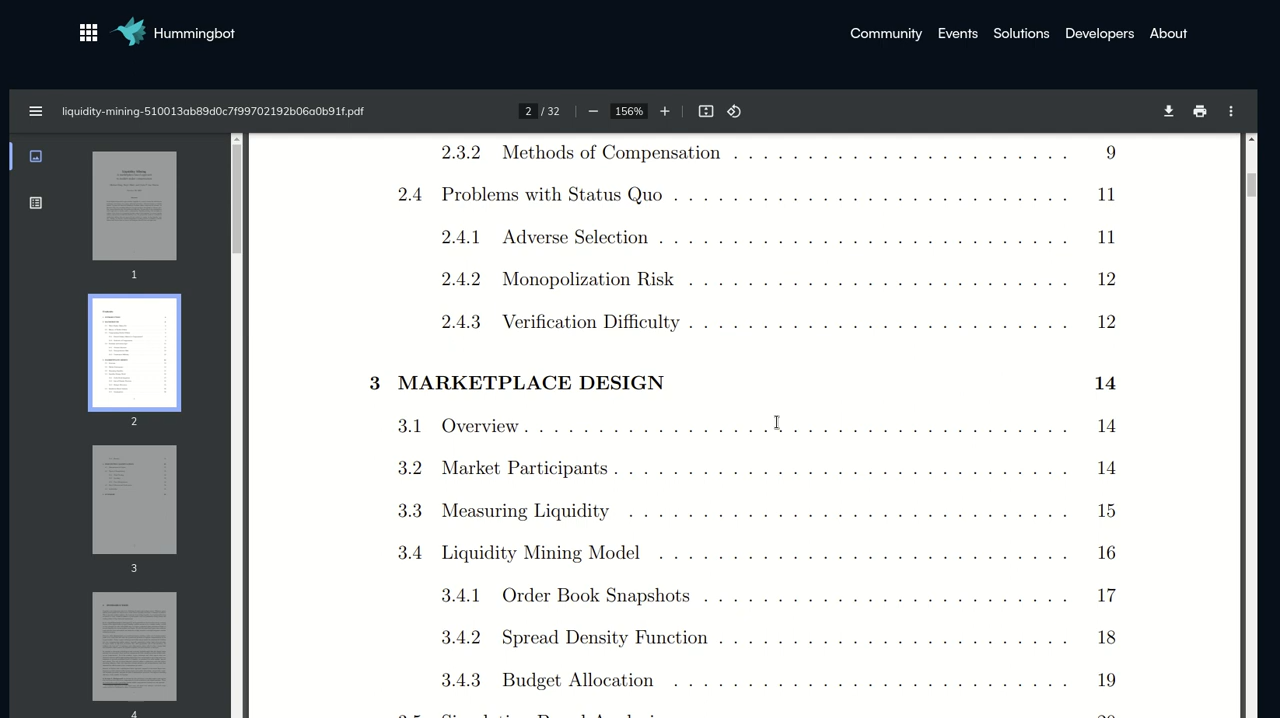 Hummingbot
Community Events Solutions Developers About
liquidity-mining-510013ab89d0c7f99702192b06a0b91f.pdf
2 / 32
156%
2.3.2 Methods of Compensation . . . . . . . . . . . . . . . . . . . . . . . 9
2.4 Problems with Status Quo . . . . . . . . . . . . . . . . . . . . . . . . . . . 11
2.4.1 Adverse Selection . . . . . . . . . . . . . . . . . . . . . . . . . . . . 11
2.4.2 Monopolization Risk . . . . . . . . . . . . . . . . . . . . . . . . . . 12
2.4.3 Verification Difficulty . . . . . . . . . . . . . . . . . . . . . . . . . . 12
3 MARKETPLACE DESIGN 14
3.1 Overview . . . . . . . . . . . . . . . . . . . . . . . . . . . . . . . . . . . . . 14
3.2 Market Participants . . . . . . . . . . . . . . . . . . . . . . . . . . . . . . . 14
3.3 Measuring Liquidity . . . . . . . . . . . . . . . . . . . . . . . . . . . . . . 15
3.4 Liquidity Mining Model . . . . . . . . . . . . . . . . . . . . . . . . . . . . 16
3.4.1 Order Book Snapshots . . . . . . . . . . . . . . . . . . . . . . . . . 17
3.4.2 Spread Density Function . . . . . . . . . . . . . . . . . . . . . . . . 18
3.4.3 Budget Allocation . . . . . . . . . . . . . . . . . . . . . . . . . . . . 19
1
2
3
4